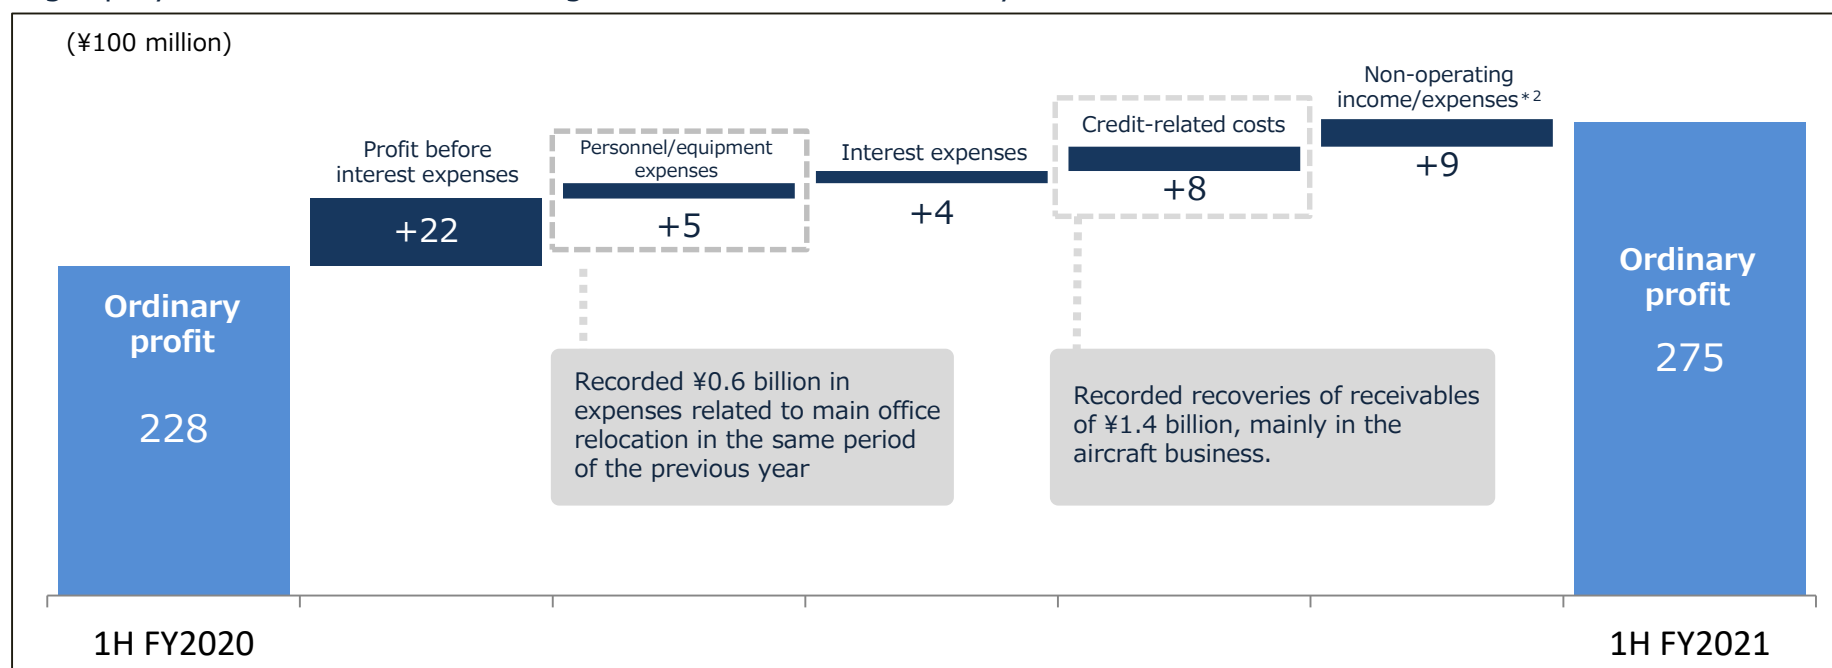 (¥100 million)
Ordinary
profit
228
Profit before
interest expenses
+22
Personnel/equipment
expenses
+5
Interest expenses
+4
Credit-related costs
+8
Non-operating
income/expenses*2
+9
Ordinary
profit
275
Recorded ¥0.6 billion in
expenses related to main office
relocation in the same period
of the previous year
Recorded recoveries of receivables
of ¥1.4 billion, mainly in the
aircraft business.
1H FY2020
1H FY2021